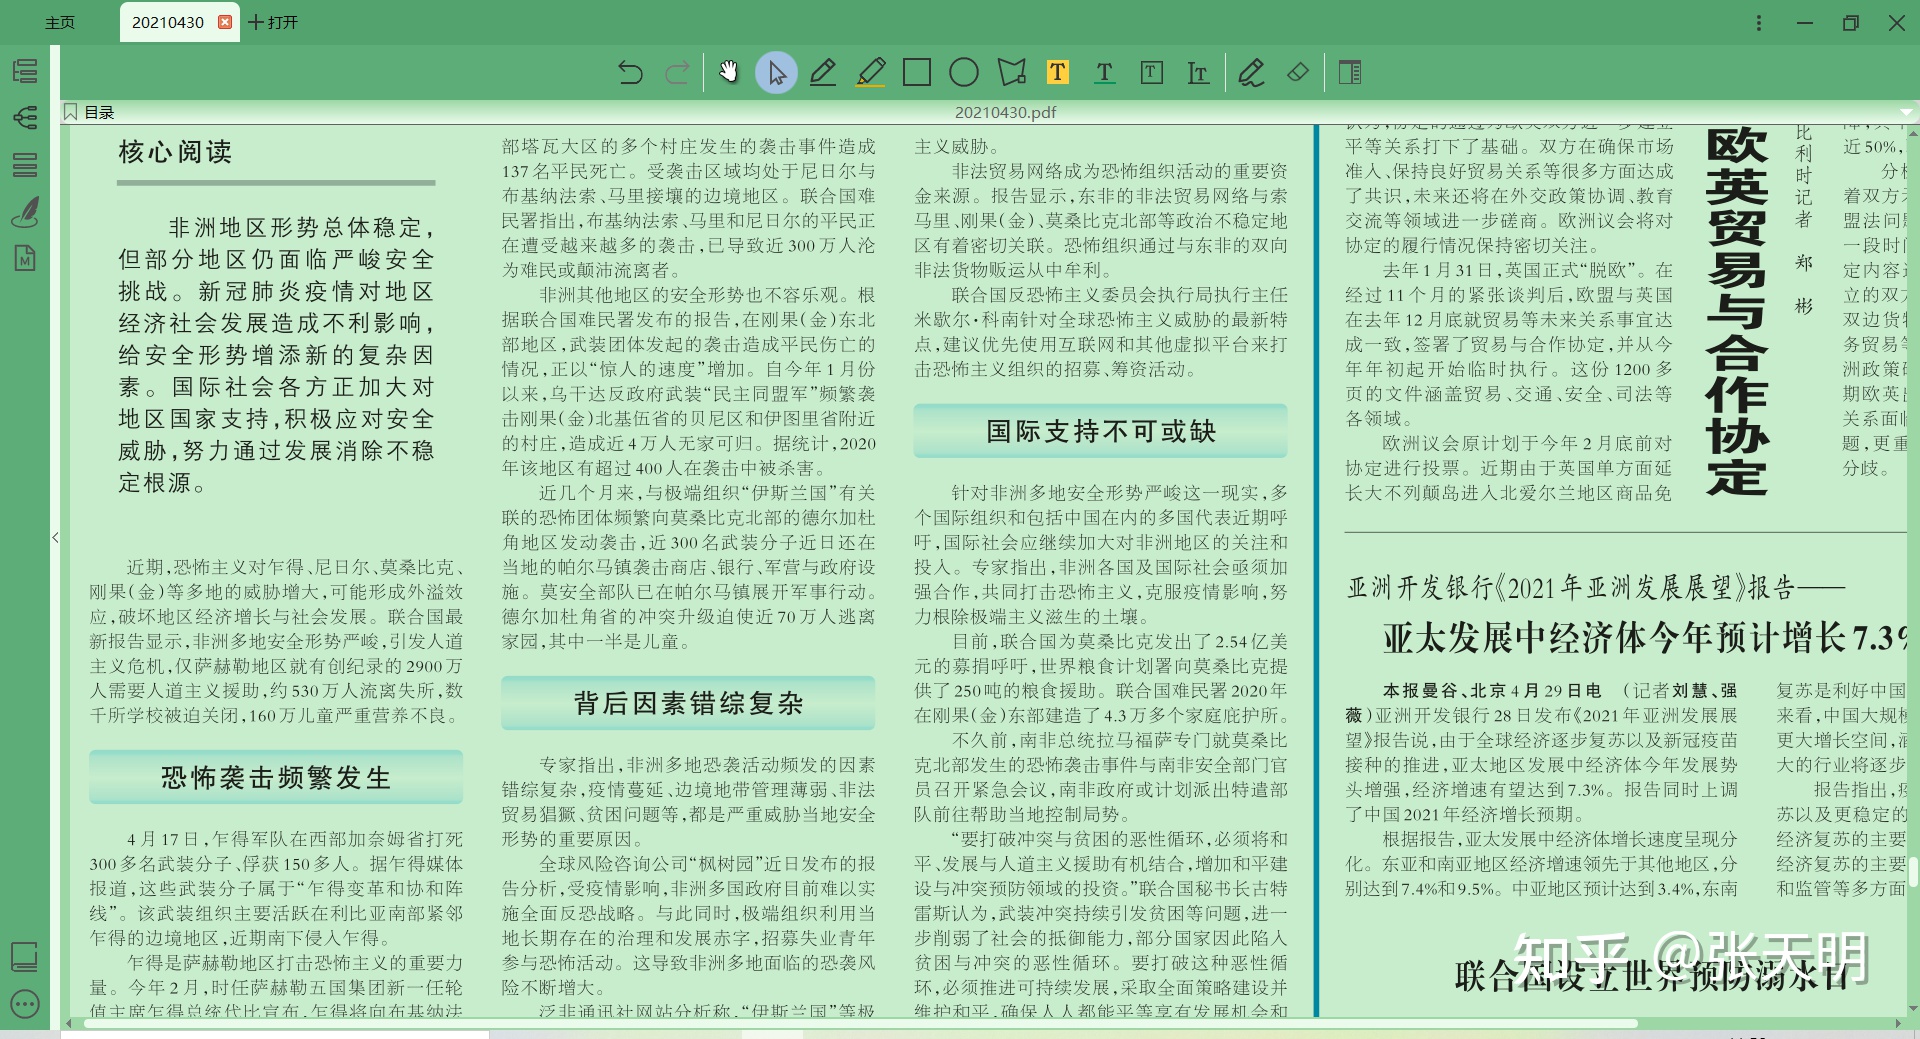 主页
20210430
打开
目录
20210430.pdf
核心阅读
非洲地区形势总体稳定,
但部分地区仍面临严峻安全
挑战。新冠肺炎疫情对地区
经济社会发展造成不利影响,
给安全形势增添新的复杂因
素。国际社会各方正加大对
地区国家支持,积极应对安全
威胁,努力通过发展消除不稳
定根源。
近期,恐怖主义对乍得、尼日尔、莫桑比克、
刚果(金)等多地的威胁增大,可能形成外溢效
应,破坏地区经济增长与社会发展。联合国最
新报告显示,非洲多地安全形势严峻,引发人道
主义危机,仅萨赫勒地区就有创纪录的2900万
人需要人道主义援助,约530万人流离失所,数
千所学校被迫关闭,160万儿童严重营养不良。
恐怖袭击频繁发生
4月17日,乍得军队在西部加奈姆省打死
300多名武装分子、俘获150多人。据乍得媒体
报道,这些武装分子属于“乍得变革和协和阵
线”。该武装组织主要活跃在利比亚南部紧邻
乍得的边境地区,近期南下侵入乍得。
乍得是萨赫勒地区打击恐怖主义的重要力
量。今年2月,时任萨赫勒五国集团新一任轮
值主席乍得总统代比宣布,乍得将向布基纳法
部塔瓦大区的多个村庄发生的袭击事件造成
137名平民死亡。受袭击区域均处于尼日尔与
布基纳法索、马里接壤的边境地区。联合国难
民署指出,布基纳法索、马里和尼日尔的平民正
在遭受越来越多的袭击,已导致近300万人沦
为难民或颠沛流离者。
非洲其他地区的安全形势也不容乐观。根
据联合国难民署发布的报告,在刚果(金)东北
部地区,武装团体发起的袭击造成平民伤亡的
情况,正以“惊人的速度”增加。自今年1月份
以来,乌干达反政府武装“民主同盟军”频繁袭
击刚果(金)北基伍省的贝尼区和伊图里省附近
的村庄,造成近4万人无家可归。据统计,2020
年该地区有超过400人在袭击中被杀害。
近几个月来,与极端组织“伊斯兰国”有关
联的恐怖团体频繁向莫桑比克北部的德尔加杜
角地区发动袭击,近300名武装分子近日还在
当地的帕尔马镇袭击商店、银行、军营与政府设
施。莫安全部队已在帕尔马镇展开军事行动。
德尔加杜角省的冲突升级迫使近70万人逃离
家园,其中一半是儿童。
背后因素错综复杂
专家指出,非洲多地恐袭活动频发的因素
错综复杂,疫情蔓延、边境地带管理薄弱、非法
贸易猖獗、贫困问题等,都是严重威胁当地安全
形势的重要原因。
全球风险咨询公司“枫树园”近日发布的报
告分析,受疫情影响,非洲多国政府目前难以实
施全面反恐战略。与此同时,极端组织利用当
地长期存在的治理和发展赤字,招募失业青年
参与恐怖活动。这导致非洲多地面临的恐袭风
险不断增大。
泛非通讯社网站分析称,“伊斯兰国”等极
主义威胁。
非法贸易网络成为恐怖组织活动的重要资
金来源。报告显示,东非的非法贸易网络与索
马里、刚果(金)、莫桑比克北部等政治不稳定地
区有着密切关联。恐怖组织通过与东非的双向
非法货物贩运从中牟利。
联合国反恐怖主义委员会执行局执行主任
米歇尔·科南针对全球恐怖主义威胁的最新特
点,建议优先使用互联网和其他虚拟平台来打
击恐怖主义组织的招募、筹资活动。
国际支持不可或缺
针对非洲多地安全形势严峻这一现实,多
个国际组织和包括中国在内的多国代表近期呼
吁,国际社会应继续加大对非洲地区的关注和
投入。专家指出,非洲各国及国际社会亟须加
强合作,共同打击恐怖主义,克服疫情影响,努
力根除极端主义滋生的土壤。
目前,联合国为莫桑比克发出了2.54亿美
元的募捐呼吁,世界粮食计划署向莫桑比克提
供了250吨的粮食援助。联合国难民署2020年
在刚果(金)东部建造了4.3万多个家庭庇护所。
不久前,南非总统拉马福萨专门就莫桑比
克北部发生的恐怖袭击事件与南非安全部门官
员召开紧急会议,南非政府或计划派出特遣部
队前往帮助当地控制局势。
“要打破冲突与贫困的恶性循环,必须将和
平、发展与人道主义援助有机结合,增加和平建
设与冲突预防领域的投资。”联合国秘书长古特
雷斯认为,武装冲突持续引发贫困等问题,进一
步削弱了社会的抵御能力,部分国家因此陷入
贫困与冲突的恶性循环。要打破这种恶性循
环,必须推进可持续发展,采取全面策略建设并
维护和平,确保人人都能平等享有发展机会和
平等关系打下了基础。双方在确保市场
准入、保持良好贸易关系等很多方面达成
了共识,未来还将在外交政策协调、教育
交流等领域进一步磋商。欧洲议会将对
协定的履行情况保持密切关注。
去年1月31日,英国正式“脱欧”。在
经过11个月的紧张谈判后,欧盟与英国
在去年12月底就贸易等未来关系事宜达
成一致,签署了贸易与合作协定,并从今
年年初起开始临时执行。这份1200多
页的文件涵盖贸易、交通、安全、司法等
各领域。
欧洲议会原计划于今年2月底前对
协定进行投票。近期由于英国单方面延
长大不列颠岛进入北爱尔兰地区商品免
欧英贸易与合作协定
比利时记者 郑彬
近50%,
分析
着双方
盟法问
一段时间
定内容
立的双方
双边货物
务贸易等
洲政策研
期欧英
关系面临
题,更重
分歧。
亚洲开发银行《2021年亚洲发展展望》报告——
亚太发展中经济体今年预计增长7.3%
本报曼谷、北京4月29日电 (记者刘慧、强
薇)亚洲开发银行28日发布《2021年亚洲发展展
望》报告说,由于全球经济逐步复苏以及新冠疫苗
接种的推进,亚太地区发展中经济体今年发展势
头增强,经济增速有望达到7.3%。报告同时上调
了中国2021年经济增长预期。
根据报告,亚太发展中经济体增长速度呈现分
化。东亚和南亚地区经济增速领先于其他地区,分
别达到7.4%和9.5%。中亚地区预计达到3.4%,东南
复苏是利好中国
来看,中国大规模
更大增长空间,
大的行业将逐步
报告指出,
苏以及更稳定的
经济复苏的主要
经济复苏的主要
和监管等多方面
联合国设立世界预防溺水日
知乎 @张天明